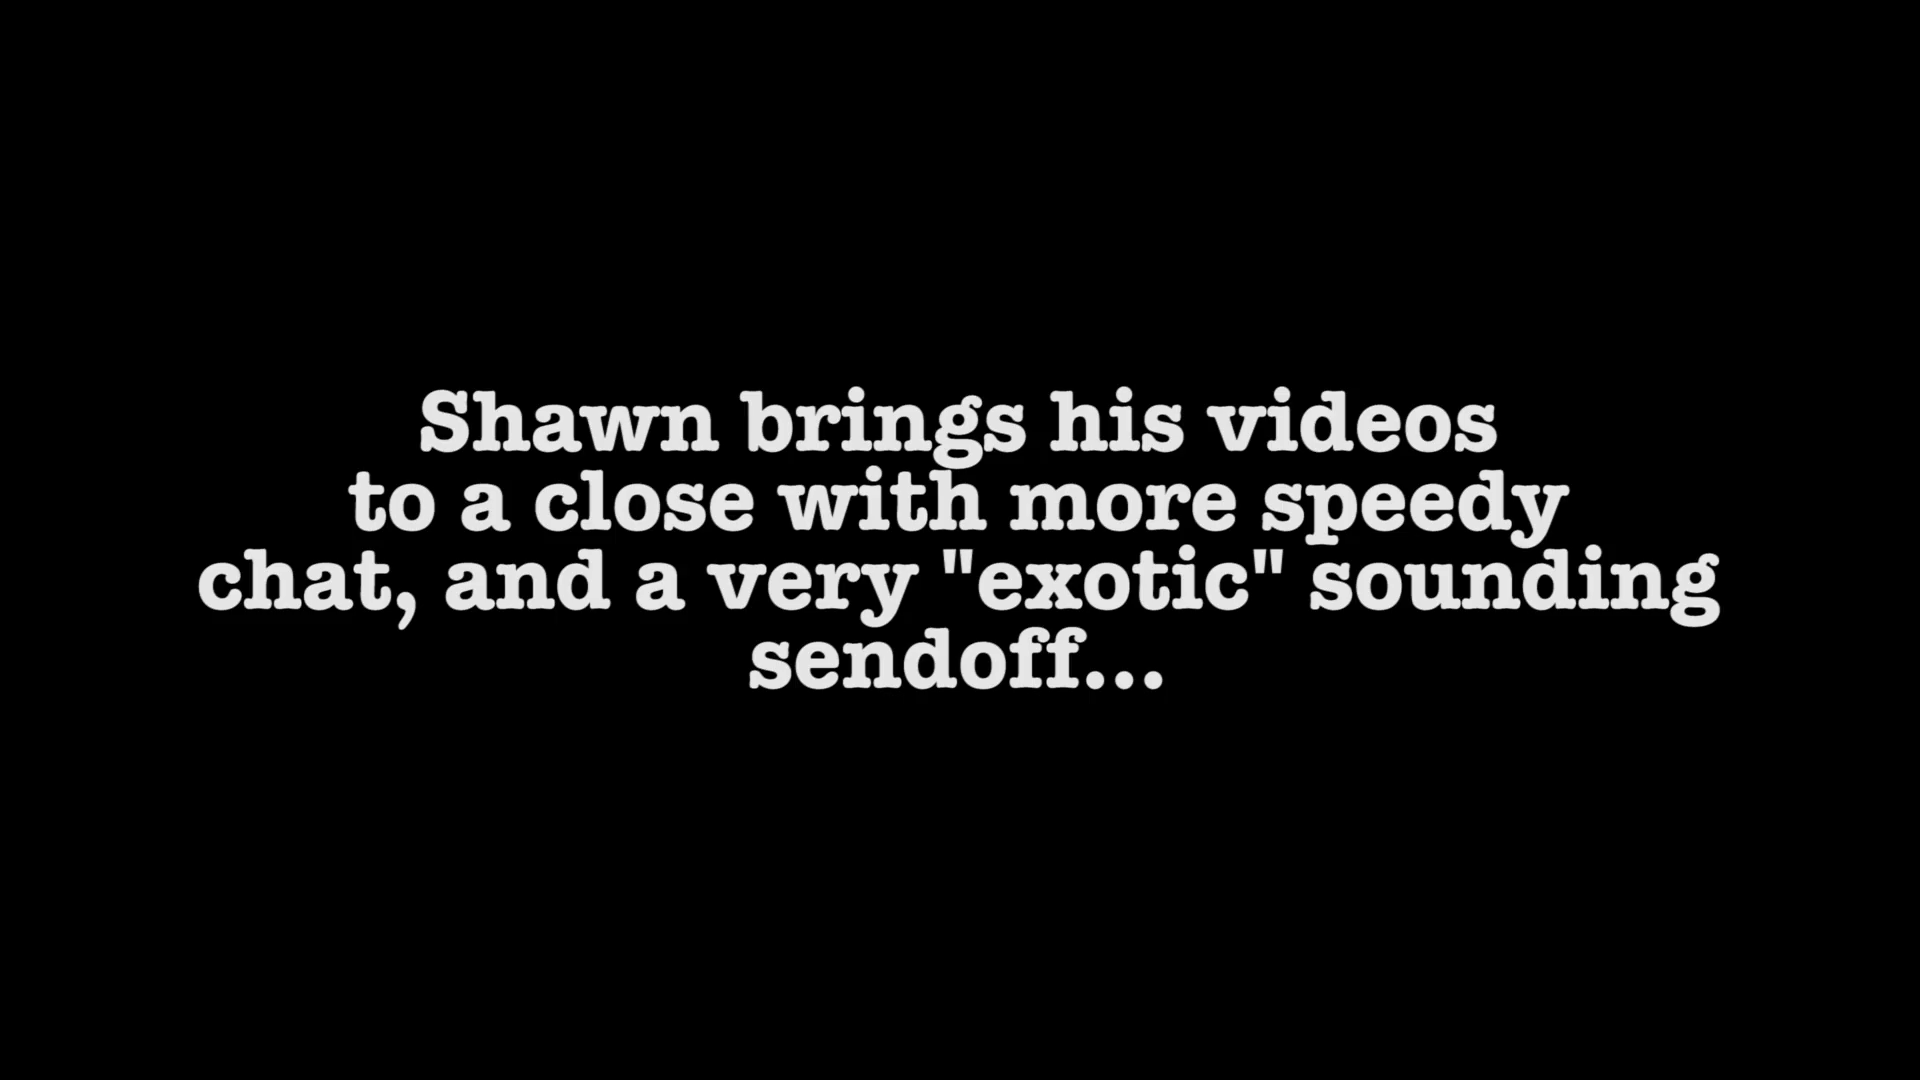 Shawn brings his videos
to a close with more speedy
chat, and a very "exotic" sounding
sendoff...